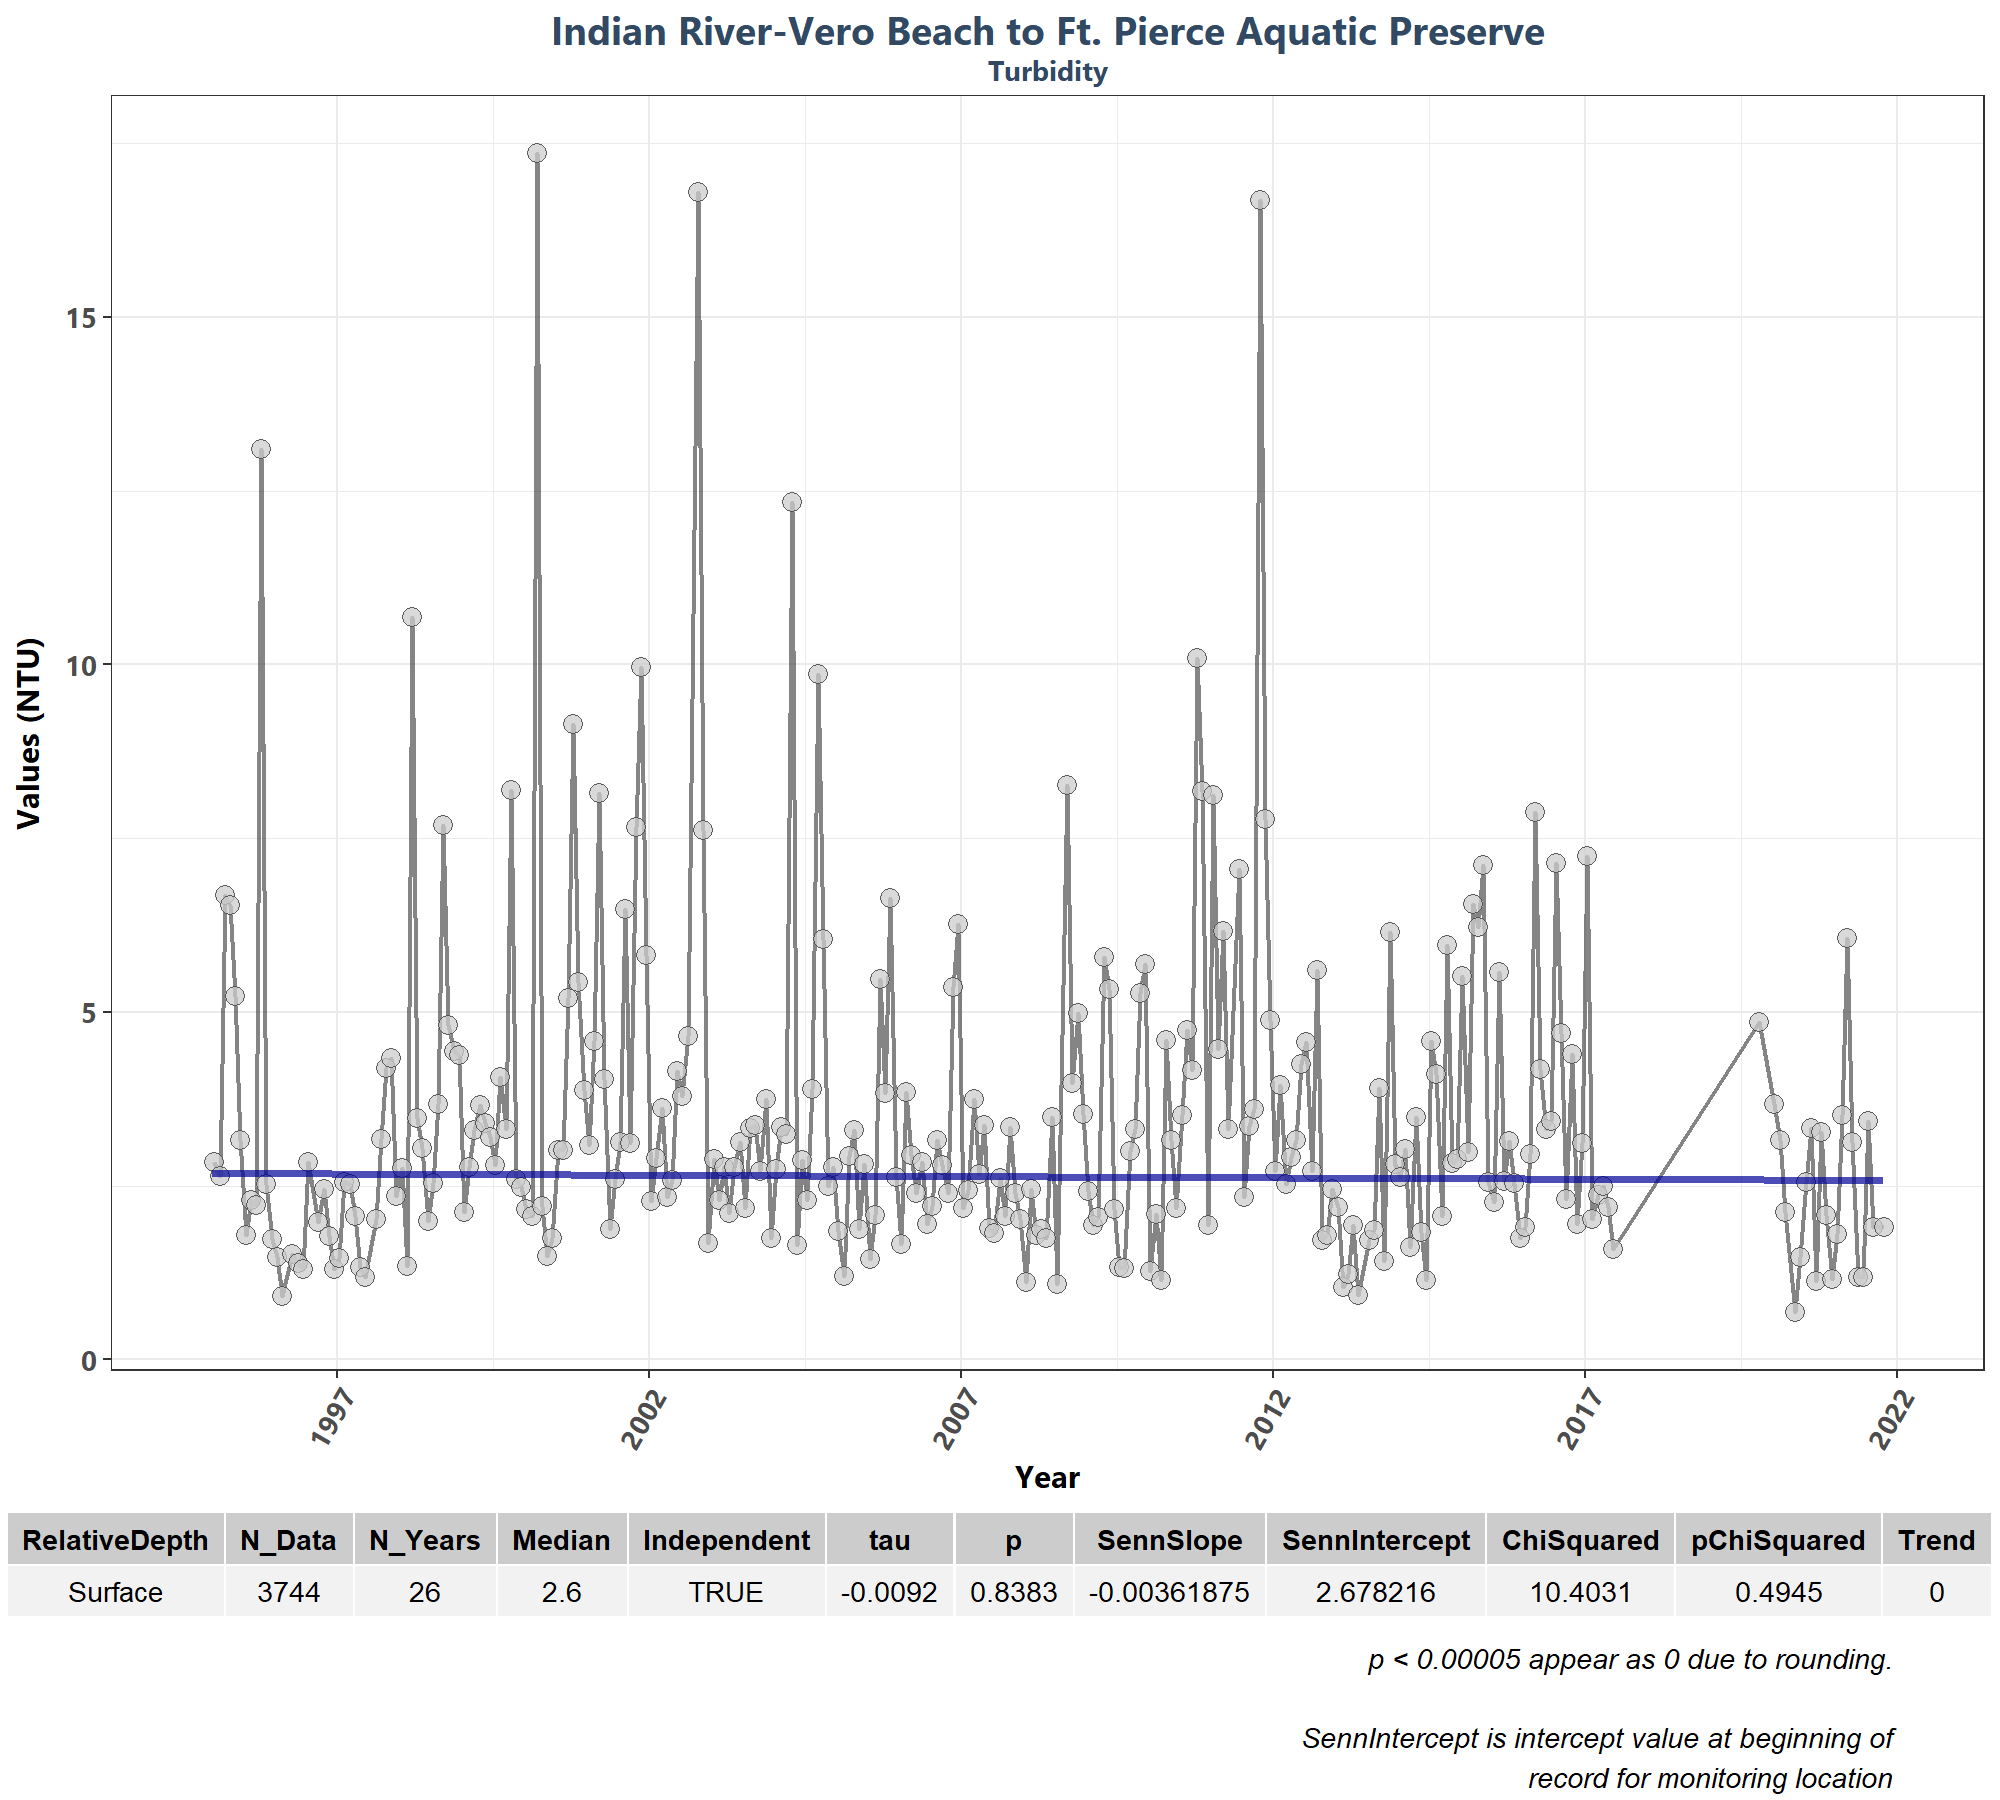 Indian River-Vero Beach to Ft. Pierce Aquatic Preserve
Turbidity
Values (NTU)
15
10
5
0
1997 2002 2007 2012 2017 2022
Year
RelativeDepth N_Data N_Years Median Independent tau p SennSlope SennIntercept ChiSquared pChiSquared Trend
Surface 3744 26 2.6 TRUE -0.0092 0.8383 -0.00361875 2.678216 10.4031 0.4945 0
p < 0.00005 appear as 0 due to rounding.
SennIntercept is intercept value at beginning of
record for monitoring location